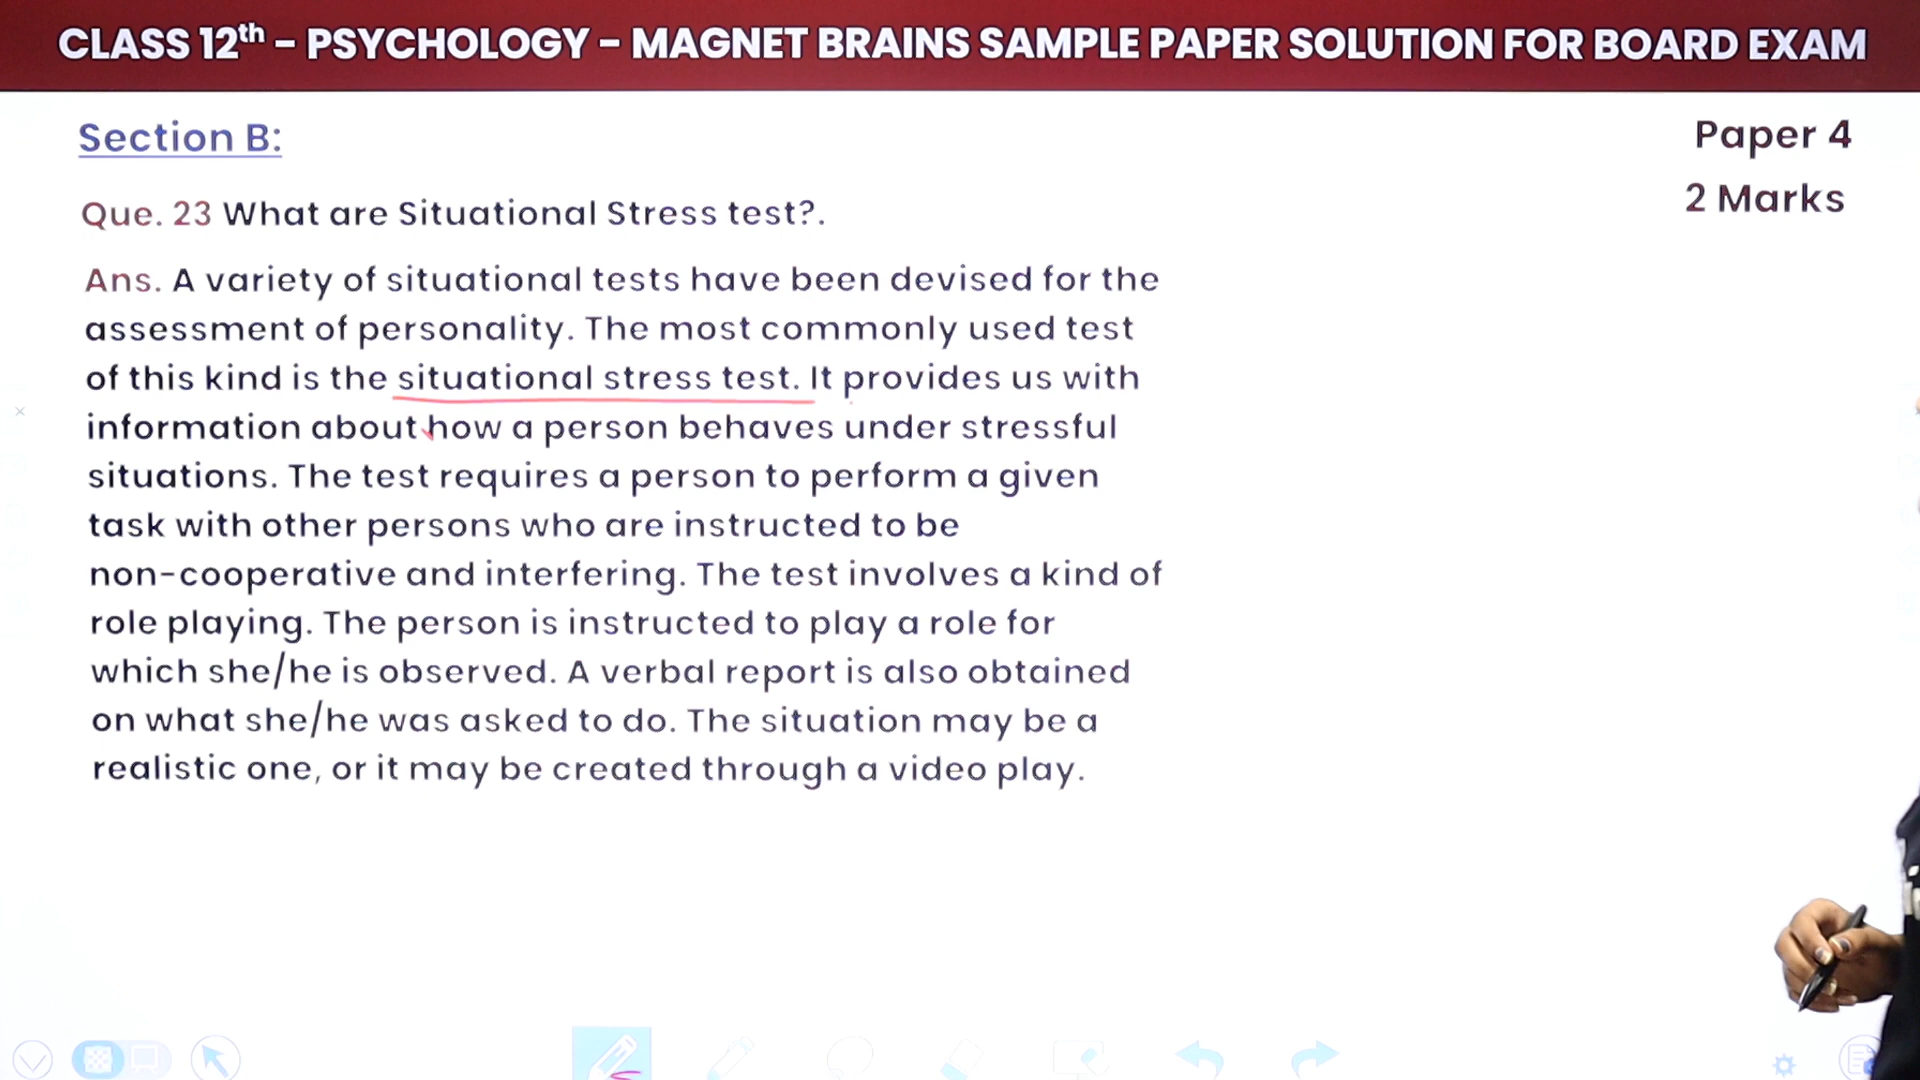 CLASS 12th – PSYCHOLOGY – MAGNET BRAINS SAMPLE PAPER SOLUTION FOR BOARD EXAM
Section B:
Paper 4
2 Marks
Que. 23 What are Situational Stress test?.
Ans. A variety of situational tests have been devised for the
assessment of personality. The most commonly used test
of this kind is the situational stress test. It provides us with
information about how a person behaves under stressful
situations. The test requires a person to perform a given
task with other persons who are instructed to be
non-cooperative and interfering. The test involves a kind of
role playing. The person is instructed to play a role for
which she/he is observed. A verbal report is also obtained
on what she/he was asked to do. The situation may be a
realistic one, or it may be created through a video play.